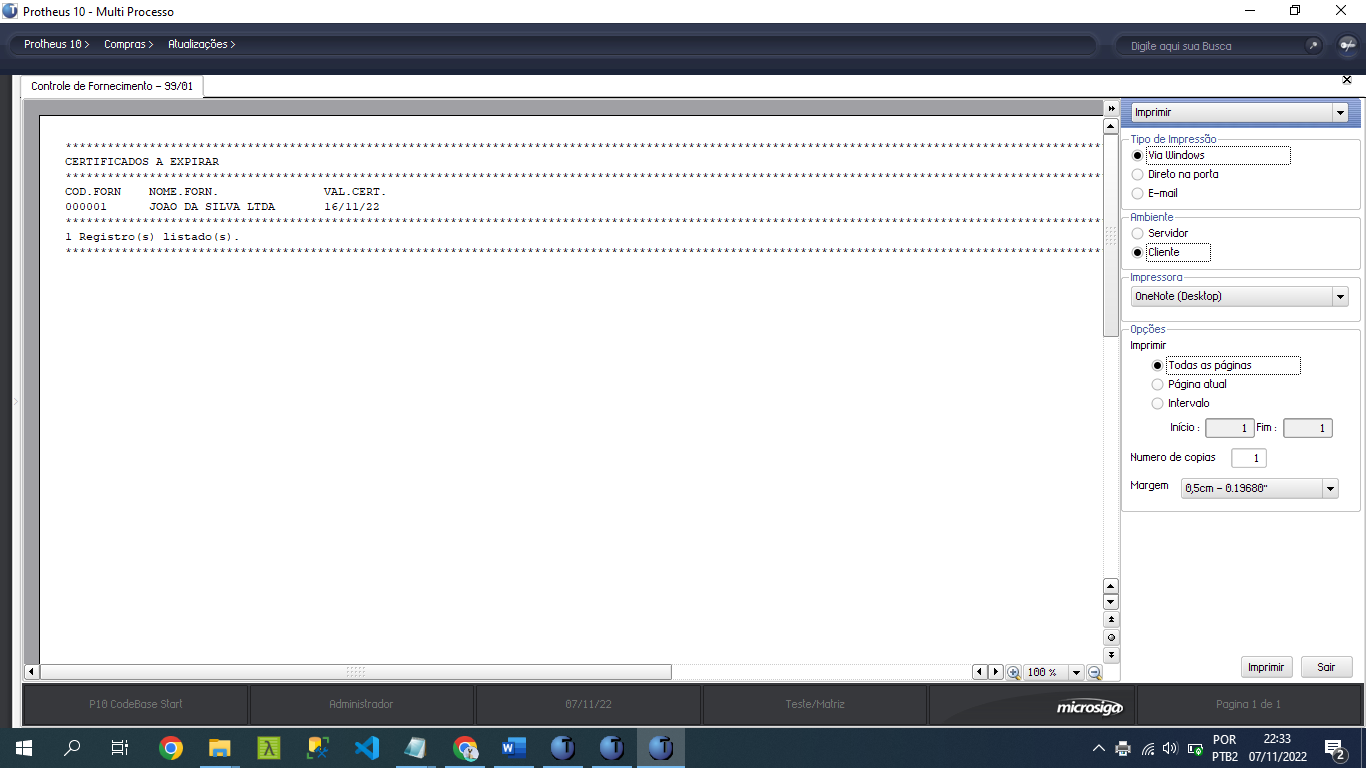 Protheus 10 - Multi Processo
Protheus 10 > Compras > Atualizações >
Digite aqui sua Busca
Controle de Fornecimento – 99/01
CERTIFICADOS A EXPIRAR
COD.FORN NOME.FORN. VAL.CERT.
000001 JOAO DA SILVA LTDA 16/11/22
1 Registro(s) listado(s).
Imprimir
Tipo de Impressão
Via Windows
Direto na porta
E-mail
Ambiente
Servidor
Cliente
Impressora
OneNote (Desktop)
Opções
Imprimir
Todas as páginas
Página atual
Intervalo
Início : 1 Fim : 1
Numero de copias 1
Margem 0,5cm – 0.19680"
100 %
Imprimir Sair
P10 CodeBase Start Administrador 07/11/22 Teste/Matriz microsiga Pagina 1 de 1
POR 22:33
PTB2 07/11/2022 2